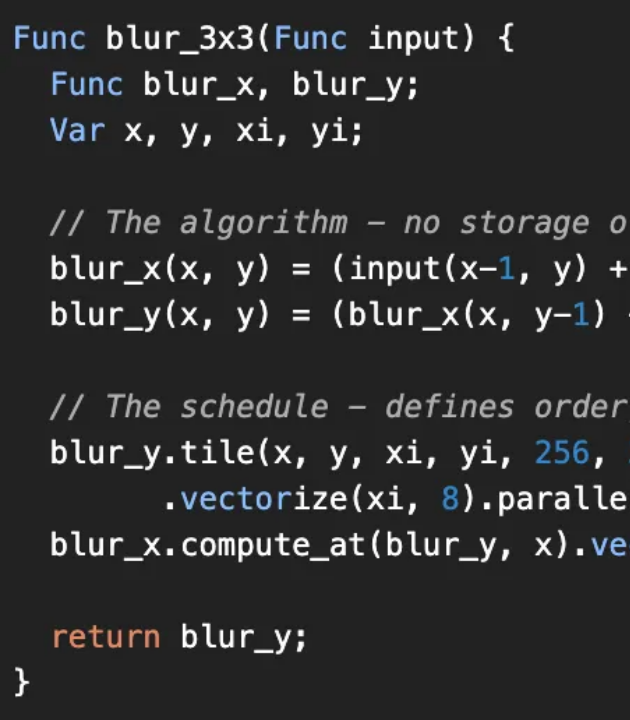 Func blur_3x3(Func input) {
  Func blur_x, blur_y;
  Var x, y, xi, yi;

  // The algorithm – no storage o
  blur_x(x, y) = (input(x-1, y) +
  blur_y(x, y) = (blur_x(x, y-1)

  // The schedule – defines order
  blur_y.tile(x, y, xi, yi, 256,
        .vectorize(xi, 8).paralle
  blur_x.compute_at(blur_y, x).ve

  return blur_y;
}